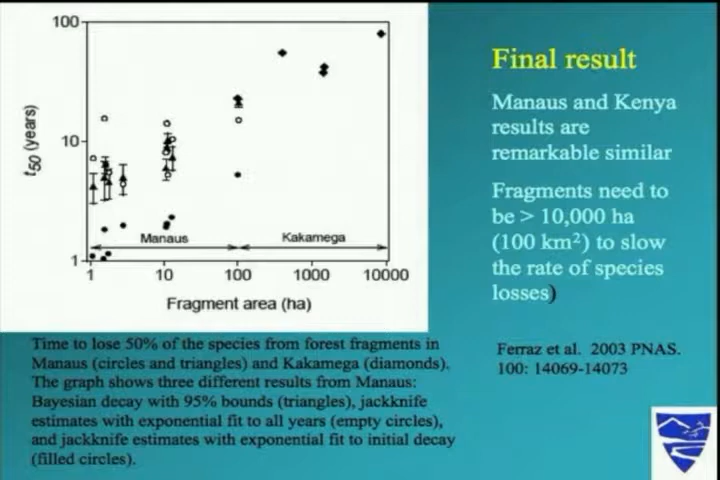 Final result
Manaus and Kenya
results are
remarkable similar
Fragments need to
be > 10,000 ha
(100 km²) to slow
the rate of species
losses)
Ferraz et al. 2003 PNAS.
100: 14069-14073
100
10
1
t50 (years)
Manaus
Kakamega
1
10
100
1000
10000
Fragment area (ha)
Time to lose 50% of the species from forest fragments in
Manaus (circles and triangles) and Kakamega (diamonds).
The graph shows three different results from Manaus:
Bayesian decay with 95% bounds (triangles), jackknife
estimates with exponential fit to all years (empty circles),
and jackknife estimates with exponential fit to initial decay
(filled circles).